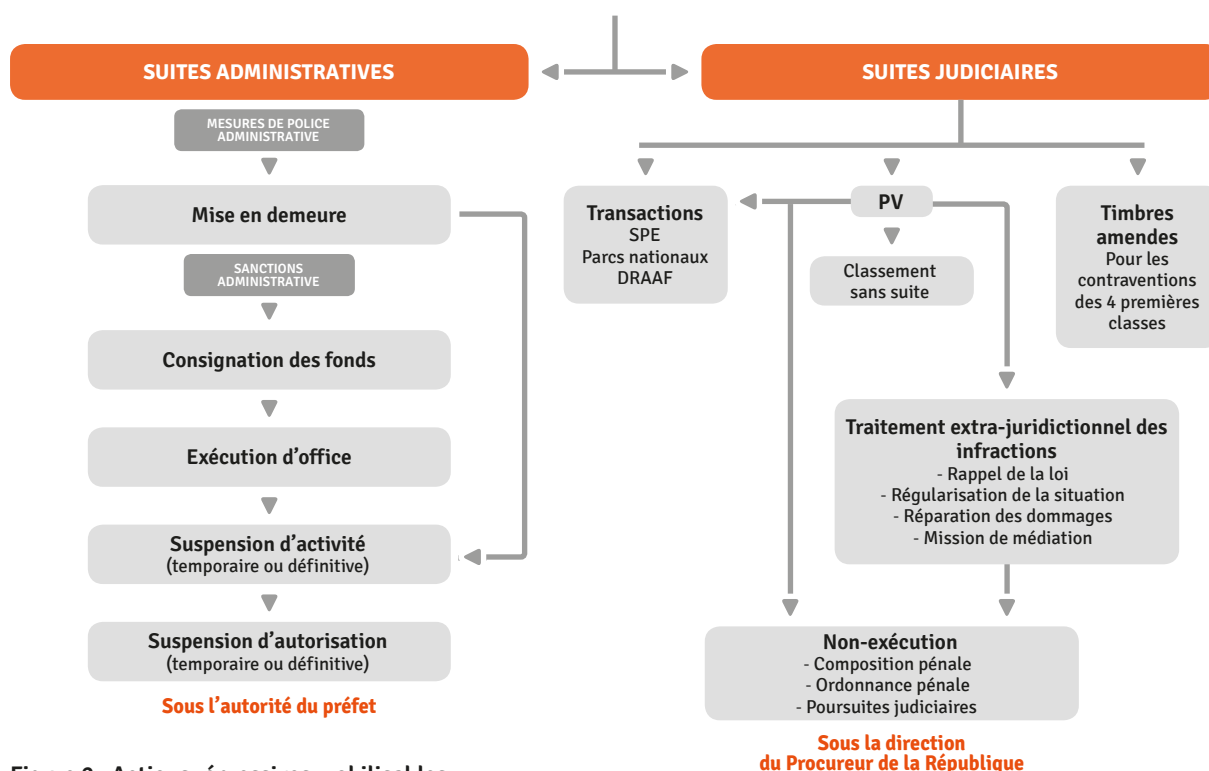 SUITES ADMINISTRATIVES
MESURES DE POLICE
ADMINISTRATIVE
Mise en demeure
SANCTIONS
ADMINISTRATIVE
Consignation des fonds
Exécution d’office
Suspension d’activité
(temporaire ou définitive)
Suspension d’autorisation
(temporaire ou définitive)
Sous l’autorité du préfet
SUITES JUDICIAIRES
Transactions
SPE
Parcs nationaux
DRAAF
PV
Classement
sans suite
Timbres
amendes
Pour les
contraventions
des 4 premières
classes
Traitement extra-juridictionnel des
infractions
- Rappel de la loi
- Régularisation de la situation
- Réparation des dommages
- Mission de médiation
Non-exécution
- Composition pénale
- Ordonnance pénale
- Poursuites judiciaires
Sous la direction
du Procureur de la République